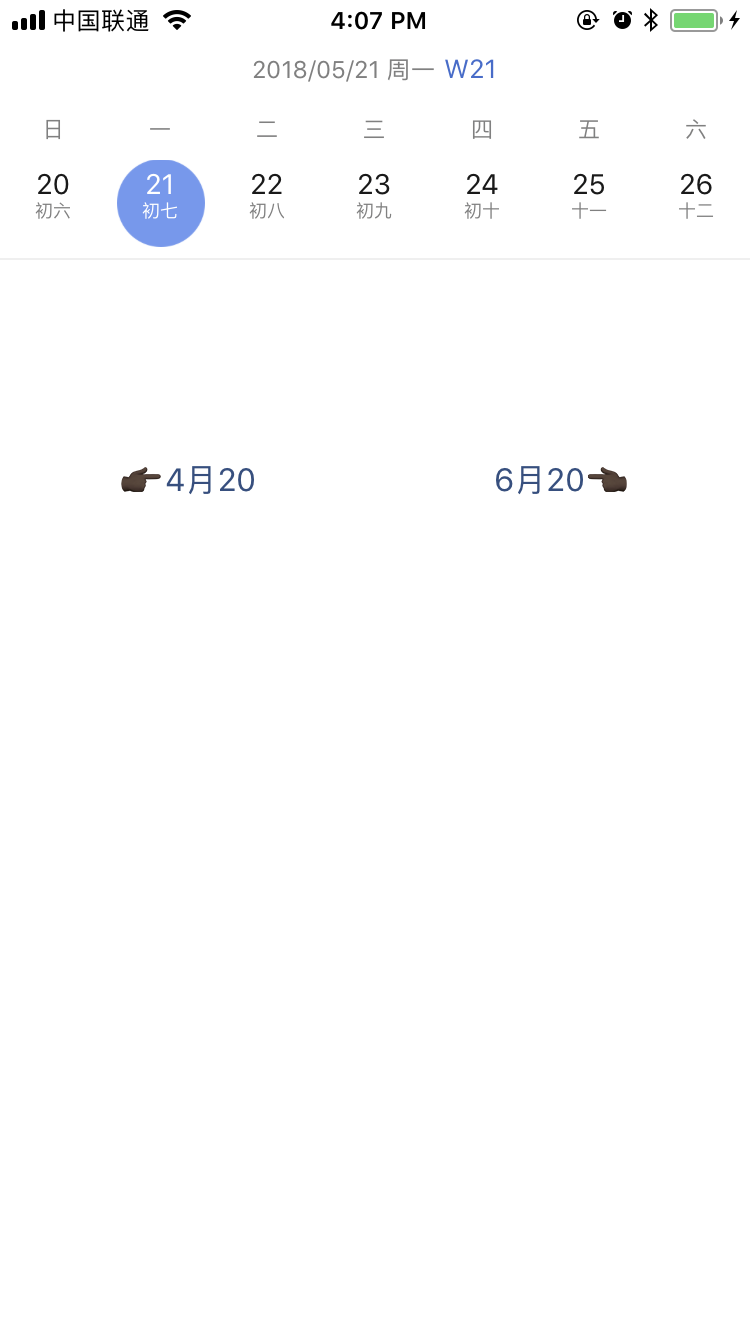 中国联通 4:07 PM
2018/05/21 周一 W21
日 一 二 三 四 五 六
20 21 22 23 24 25 26
初六 初七 初八 初九 初十 十一 十二
👉🏿4月20 6月20👈🏿